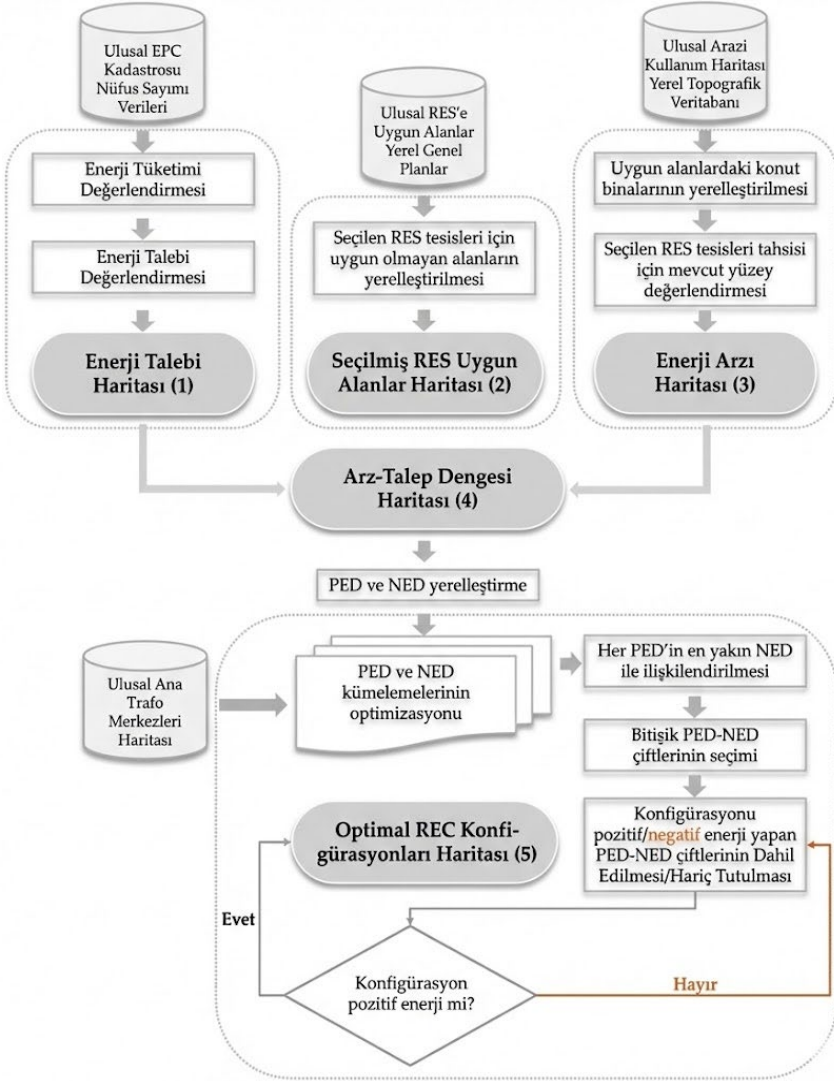 Ulusal EPC
Kadastrosu
Nüfus Sayımı
Verileri
Ulusal RES'e
Uygun Alanlar
Yerel Genel
Planlar
Ulusal Arazi
Kullanım Haritası
Yerel Topografik
Veritabanı
Enerji Tüketimi
Değerlendirmesi
Enerji Talebi
Değerlendirmesi
Enerji Talebi
Haritası (1)
Seçilen RES tesisleri için
uygun olmayan alanların
yerelleştirilmesi
Seçilmiş RES Uygun
Alanlar Haritası (2)
Uygun alanlardaki konut
binalarının yerelleştirilmesi
Seçilen RES tesisleri tahsisi
için mevcut yüzey
değerlendirmesi
Enerji Arzı
Haritası (3)
Arz-Talep Dengesi
Haritası (4)
PED ve NED yerelleştirme
Ulusal Ana
Trafo
Merkezleri
Haritası
PED ve NED
kümelemelerinin
optimizasyonu
Her PED'in en yakın NED
ile ilişkilendirilmesi
Bitişik PED-NED
çiftlerinin seçimi
Konfigürasyonu
pozitif/negatif enerji yapan
PED-NED çiftlerinin Dahil
Edilmesi/Hariç Tutulması
Optimal REC Konfi-
gürasyonları Haritası (5)
Evet
Konfigürasyon
pozitif enerji mi?
Hayır